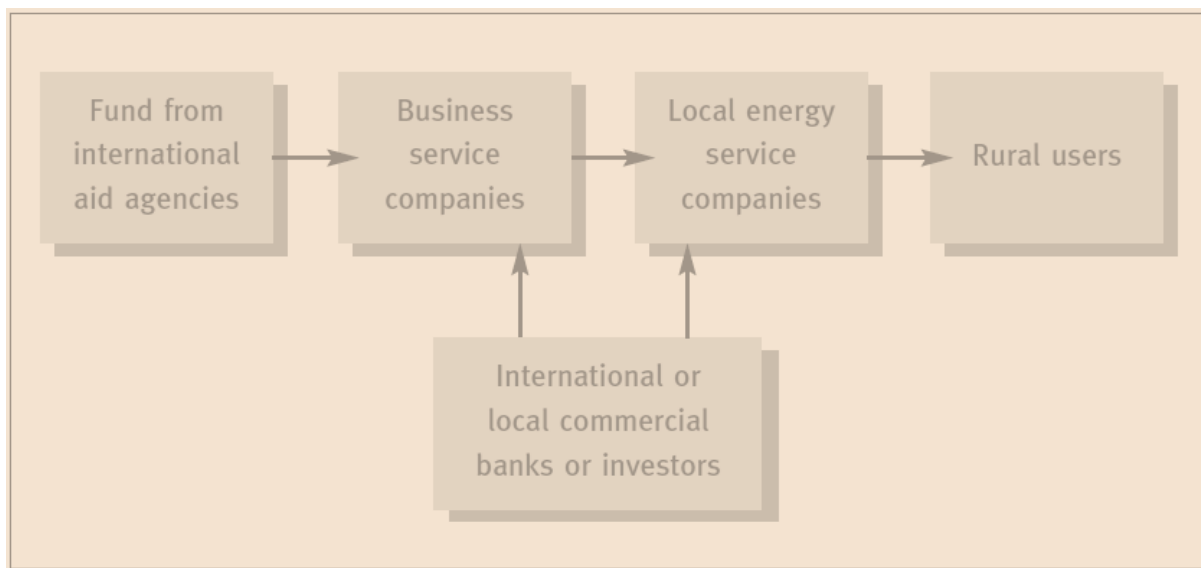 Fund from
international
aid agencies
Business
service
companies
Local energy
service
companies
Rural users
International or
local commercial
banks or investors